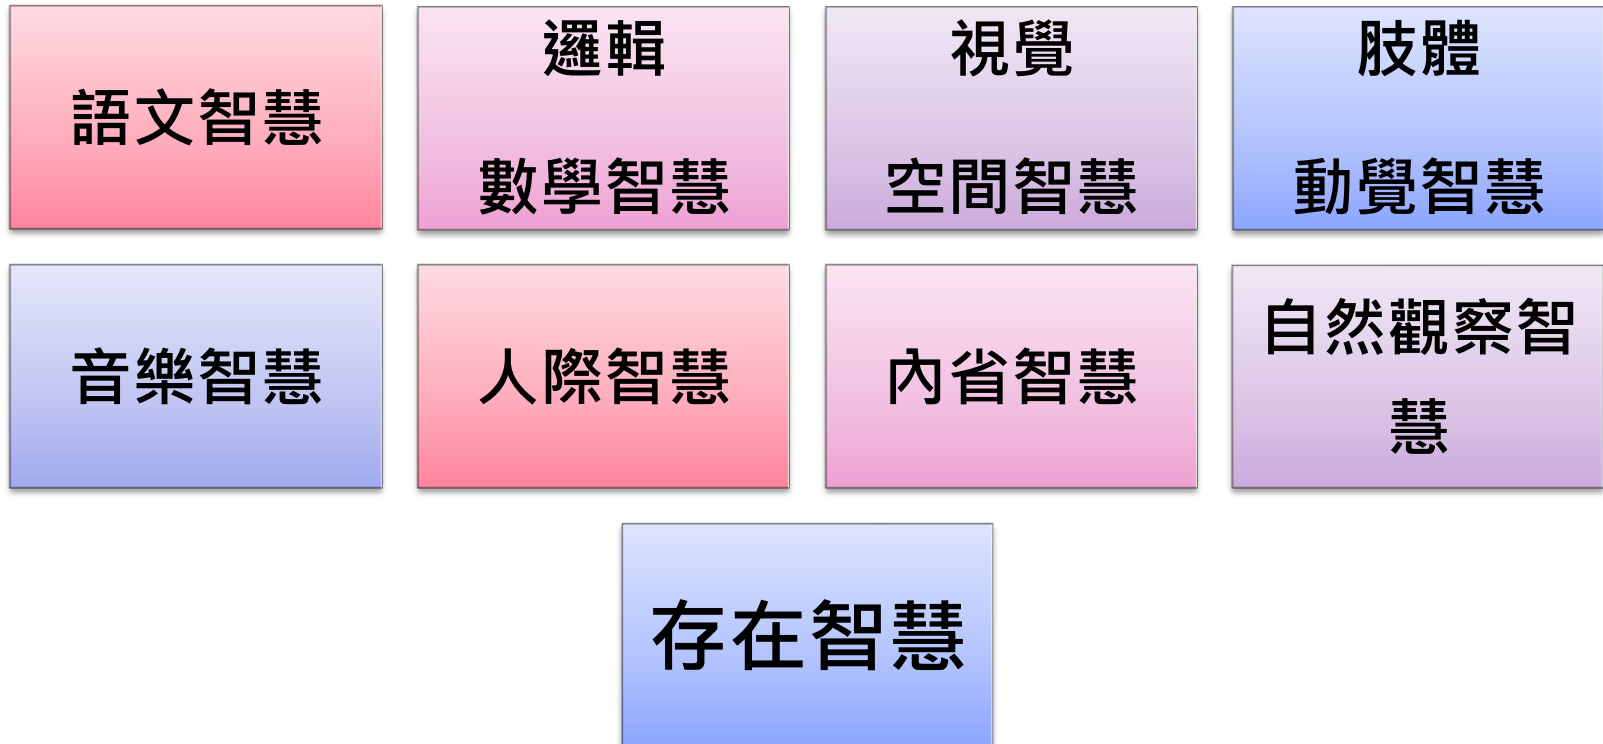 語文智慧
邏輯
數學智慧
視覺
空間智慧
肢體
動覺智慧
音樂智慧
人際智慧
內省智慧
自然觀察智
慧
存在智慧